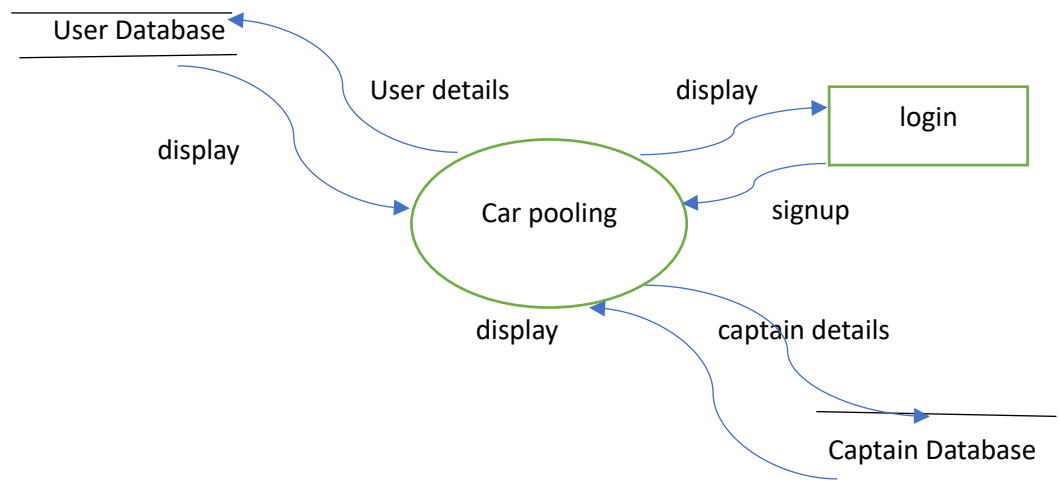 User Database
User details
display
login
display
signup
Car pooling
display
captain details
Captain Database